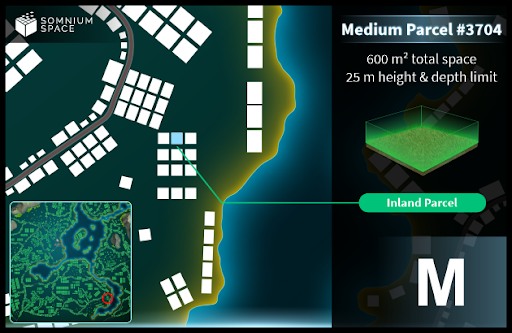 SOMNIUM
SPACE
Medium Parcel #3704
600 m² total space
25 m height & depth limit
Inland Parcel
M